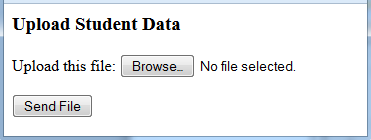 Upload Student Data
Upload this file: Browse... No file selected.
Send File